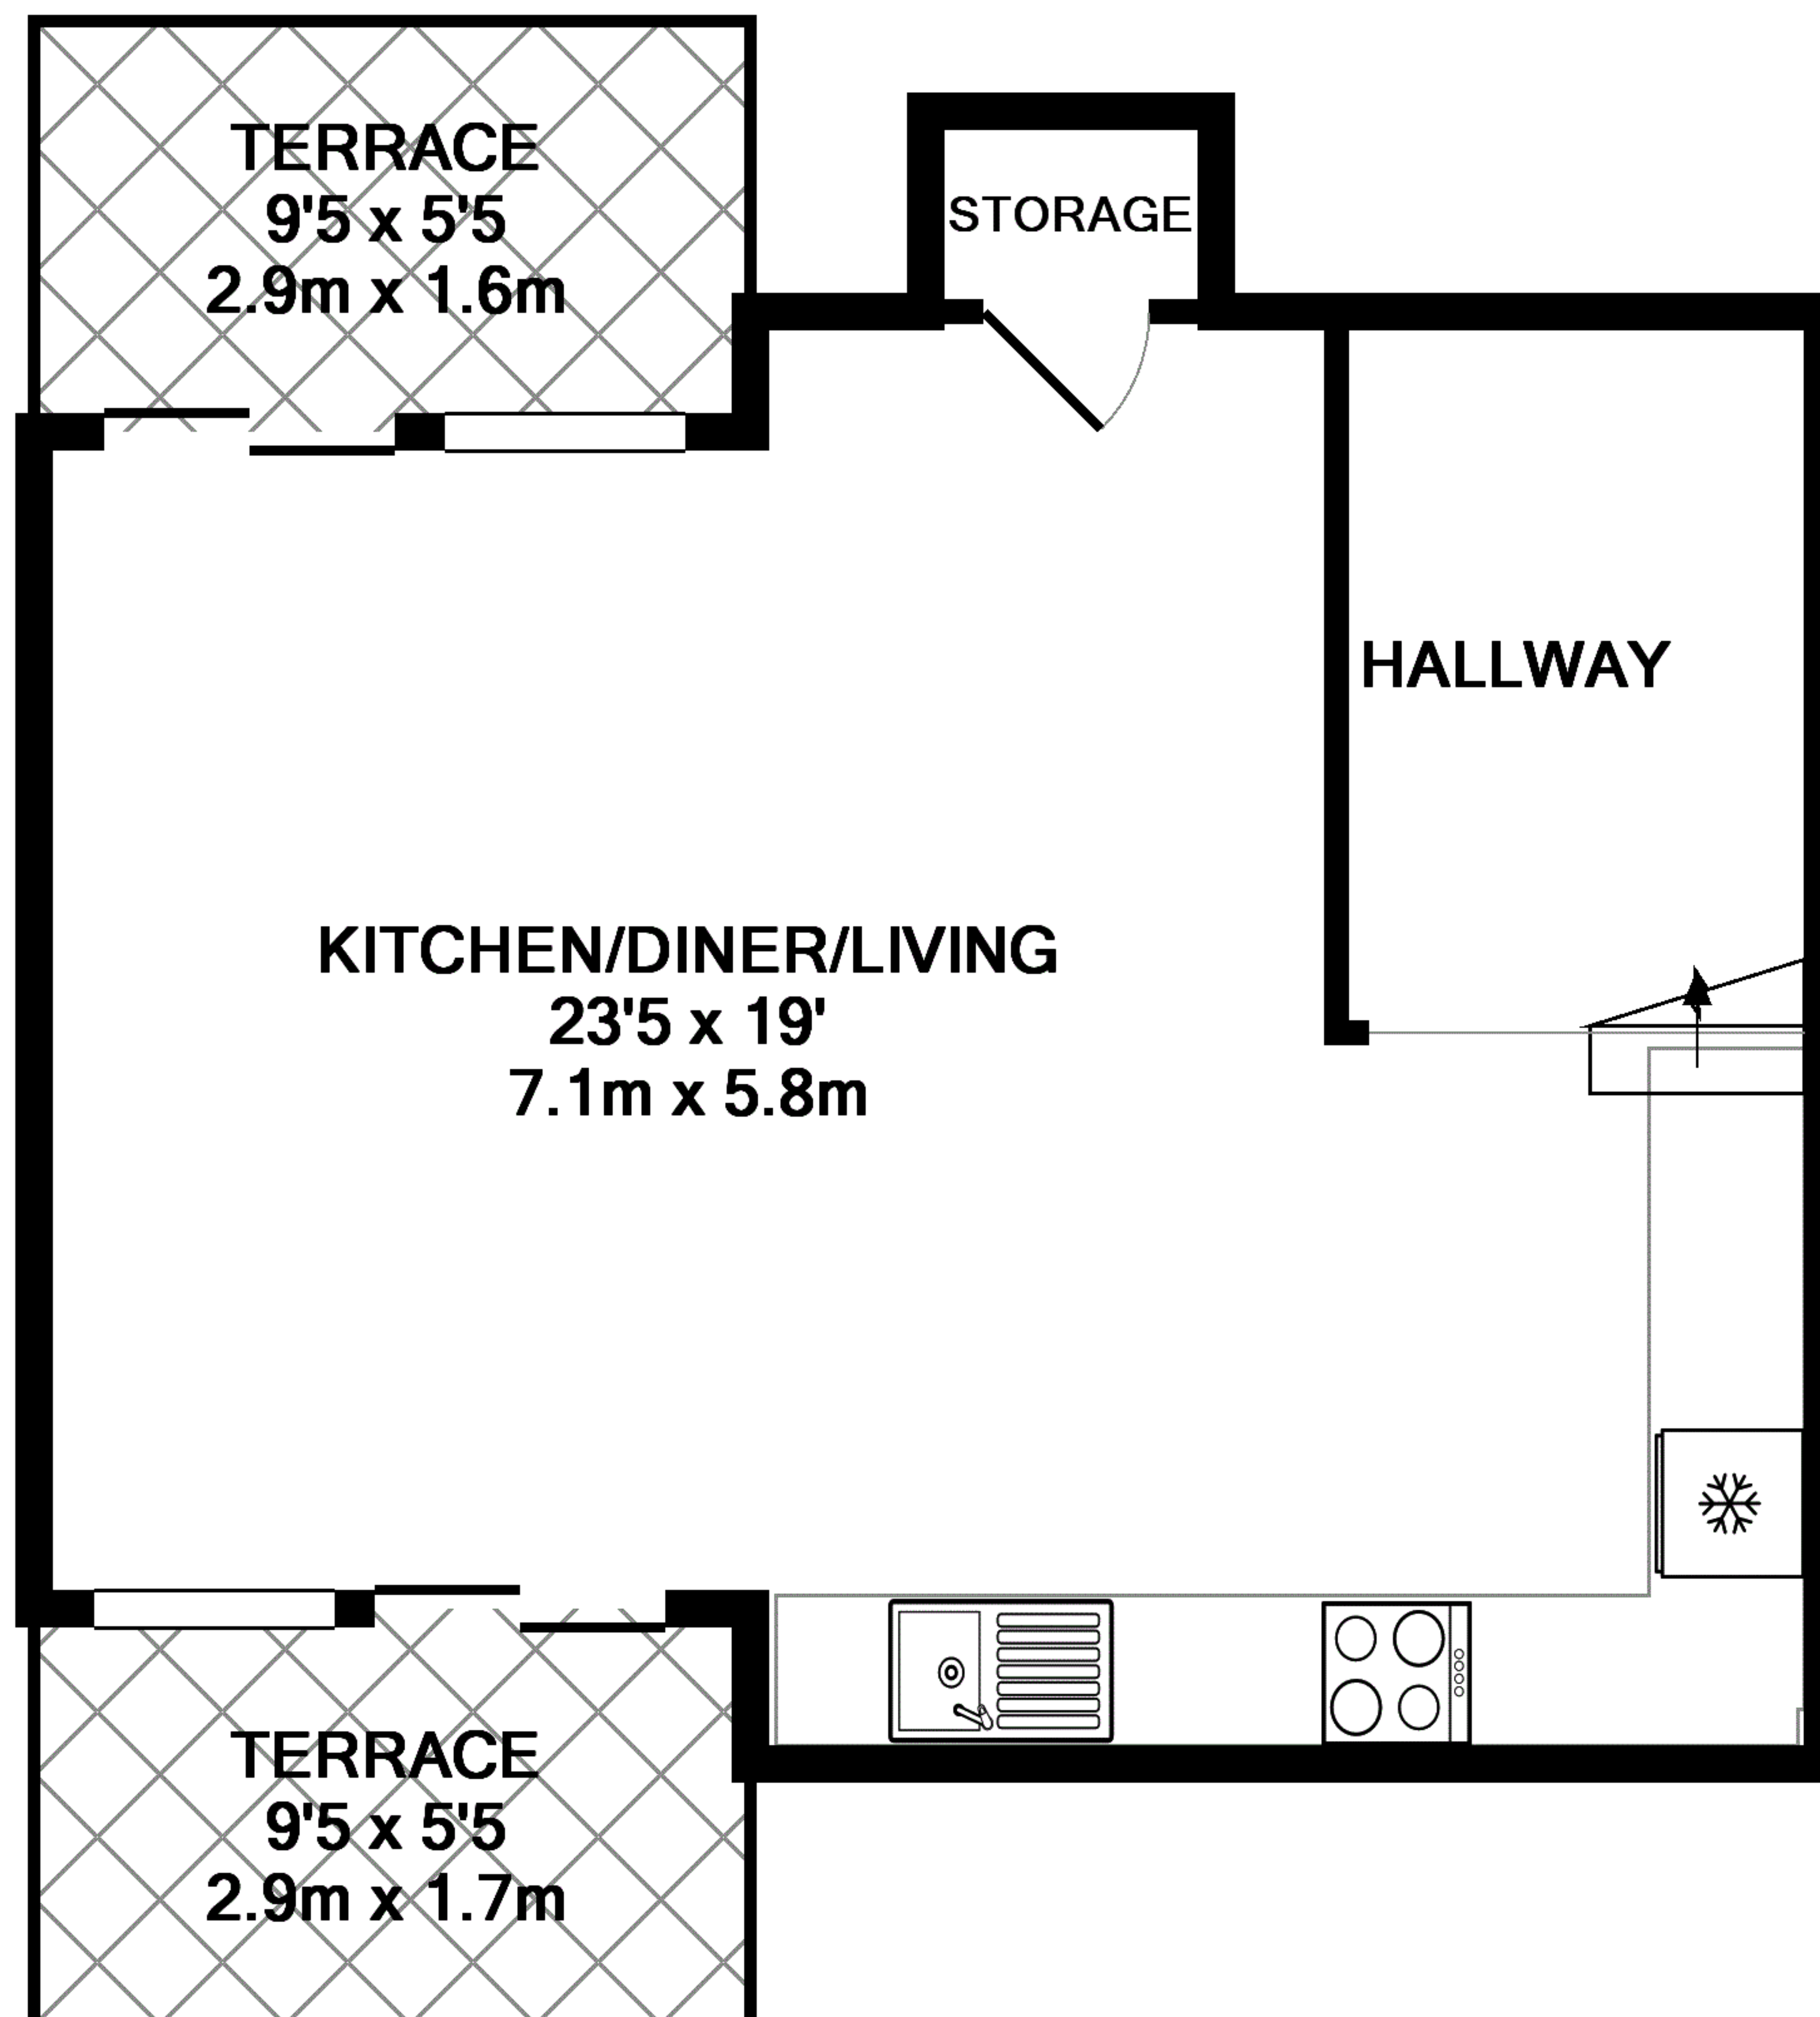 TERRACE
9'5 x 5'5
2.9m x 1.6m
STORAGE
HALLWAY
KITCHEN/DINER/LIVING
23'5 x 19'
7.1m x 5.8m
TERRACE
9'5 x 5'5
2.9m x 1.7m